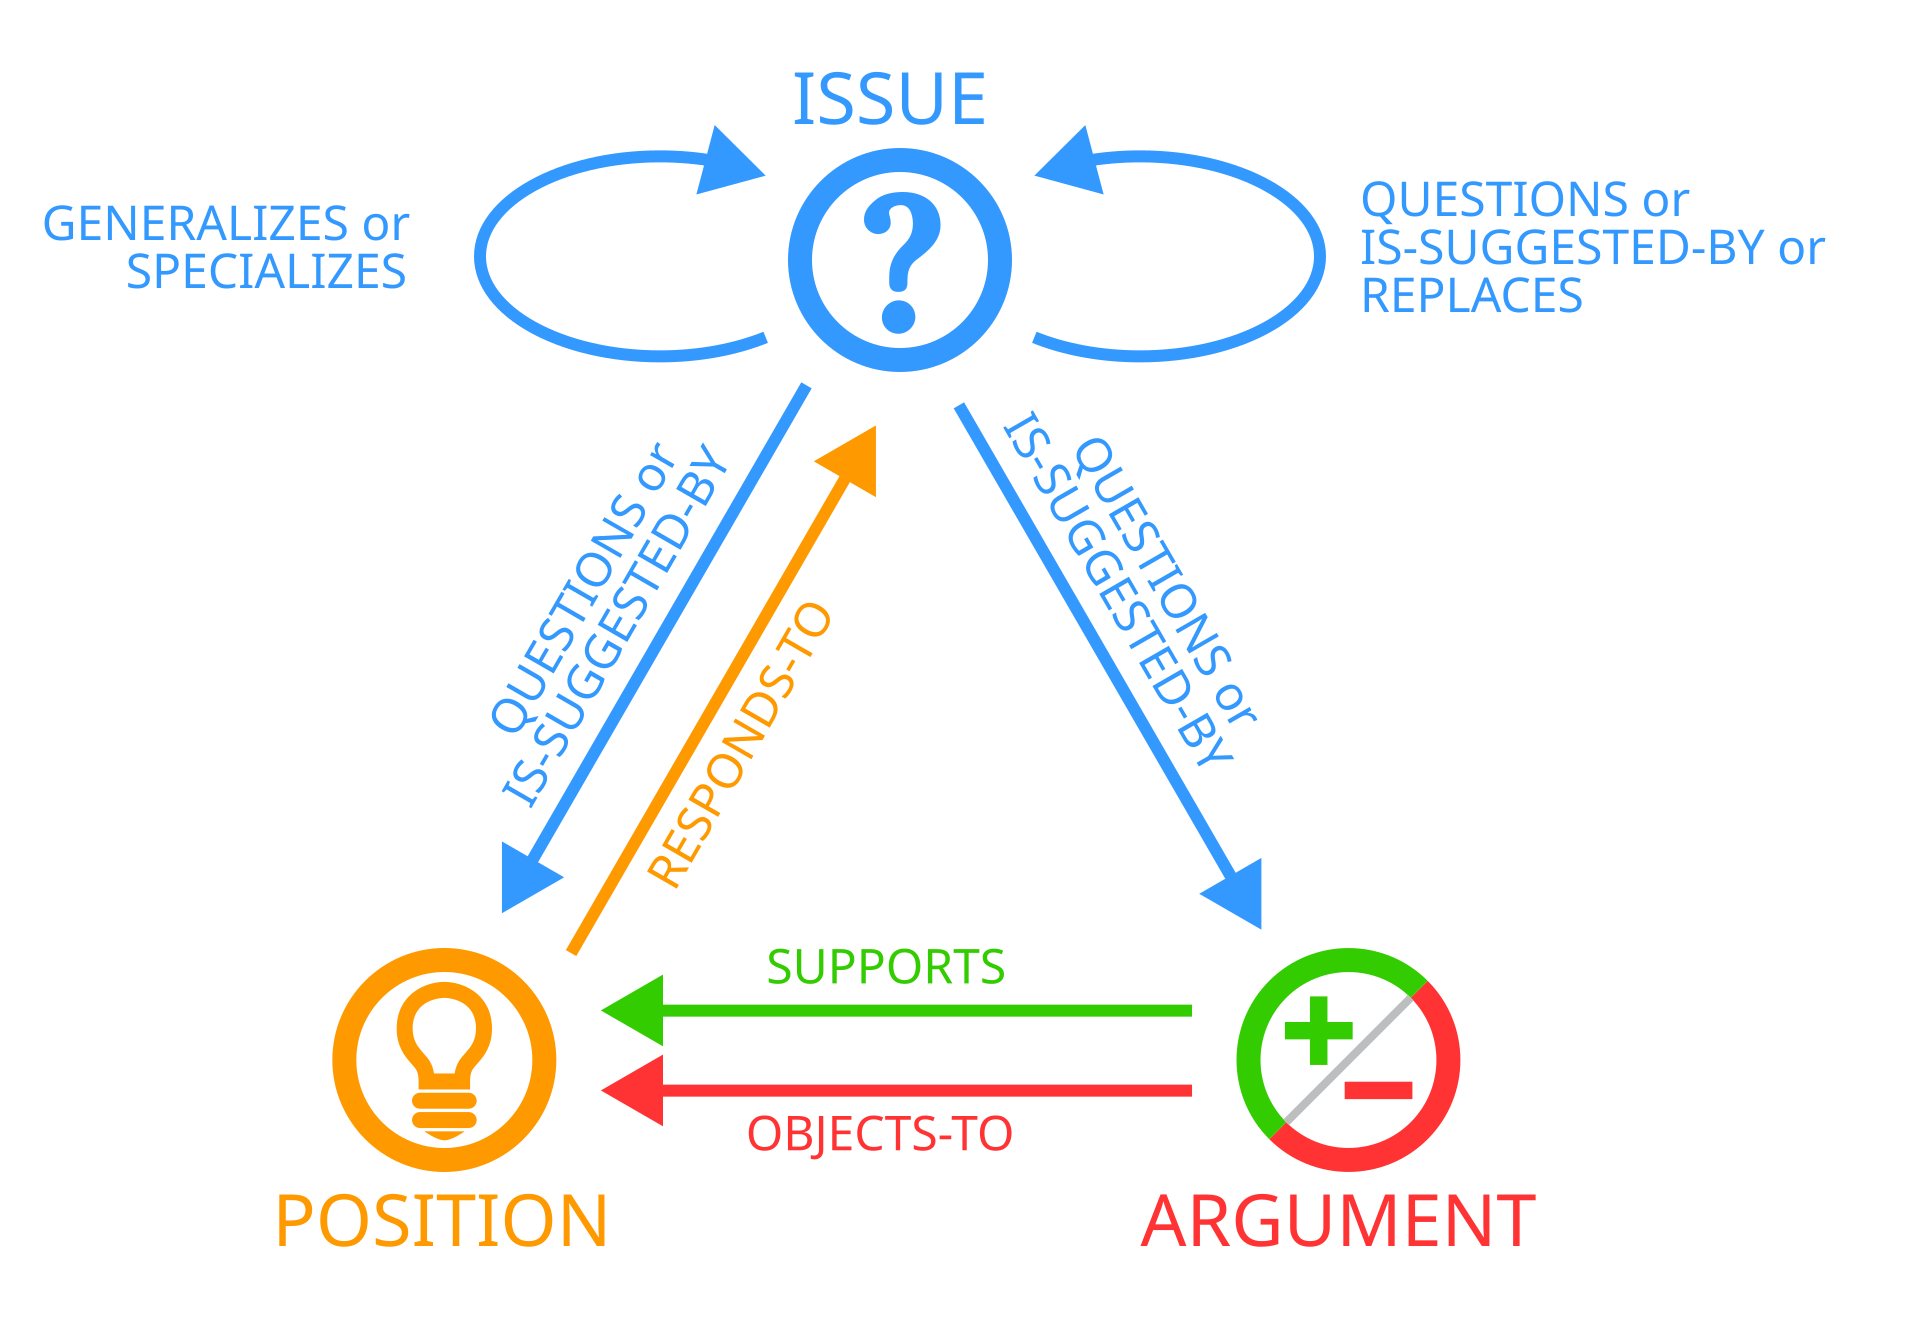 ISSUE
GENERALIZES or
SPECIALIZES
QUESTIONS or
IS-SUGGESTED-BY or
REPLACES
QUESTIONS or
IS-SUGGESTED-BY
RESPONDS-TO
QUESTIONS or
IS-SUGGESTED-BY
SUPPORTS
OBJECTS-TO
POSITION
ARGUMENT